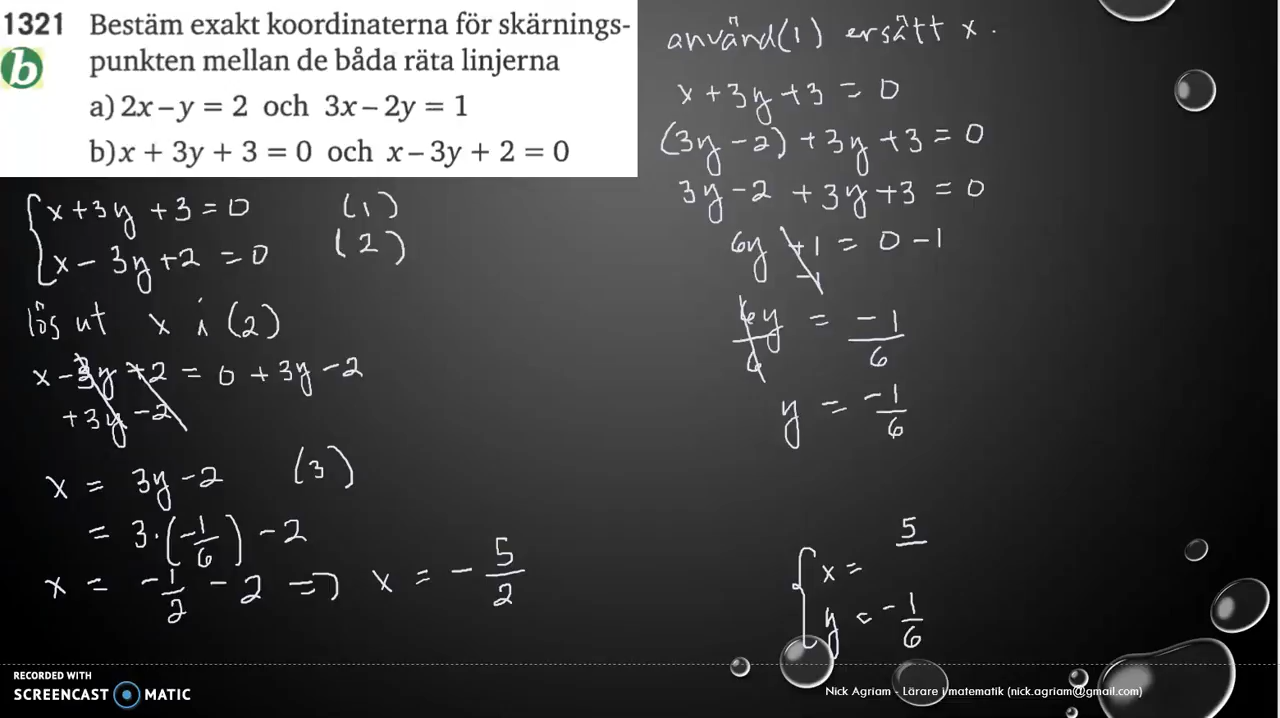 1321 Bestäm exakt koordinaterna för skärnings-
b punkten mellan de båda räta linjerna
a) 2x – y = 2 och 3x – 2y = 1
b) x + 3y + 3 = 0 och x – 3y + 2 = 0
{ x + 3y + 3 = 0 (1)
x - 3y + 2 = 0 (2)
lös ut x i (2)
x - 3y + 2 = 0 + 3y - 2
+ 3y - 2
x = 3y - 2 (3)
= 3·(-1/6) - 2
x = -1/2 - 2 => x = - 5/2
använd (1) ersätt x.
x + 3y + 3 = 0
(3y - 2) + 3y + 3 = 0
3y - 2 + 3y + 3 = 0
6y + 1 = 0 - 1
- 1
6y/6 = -1/6
y = -1/6
5
{ x =
y = -1/6
RECORDED WITH
SCREENCAST MATIC
Nick Agriam - Lärare i matematik (nick.agriam@gmail.com)